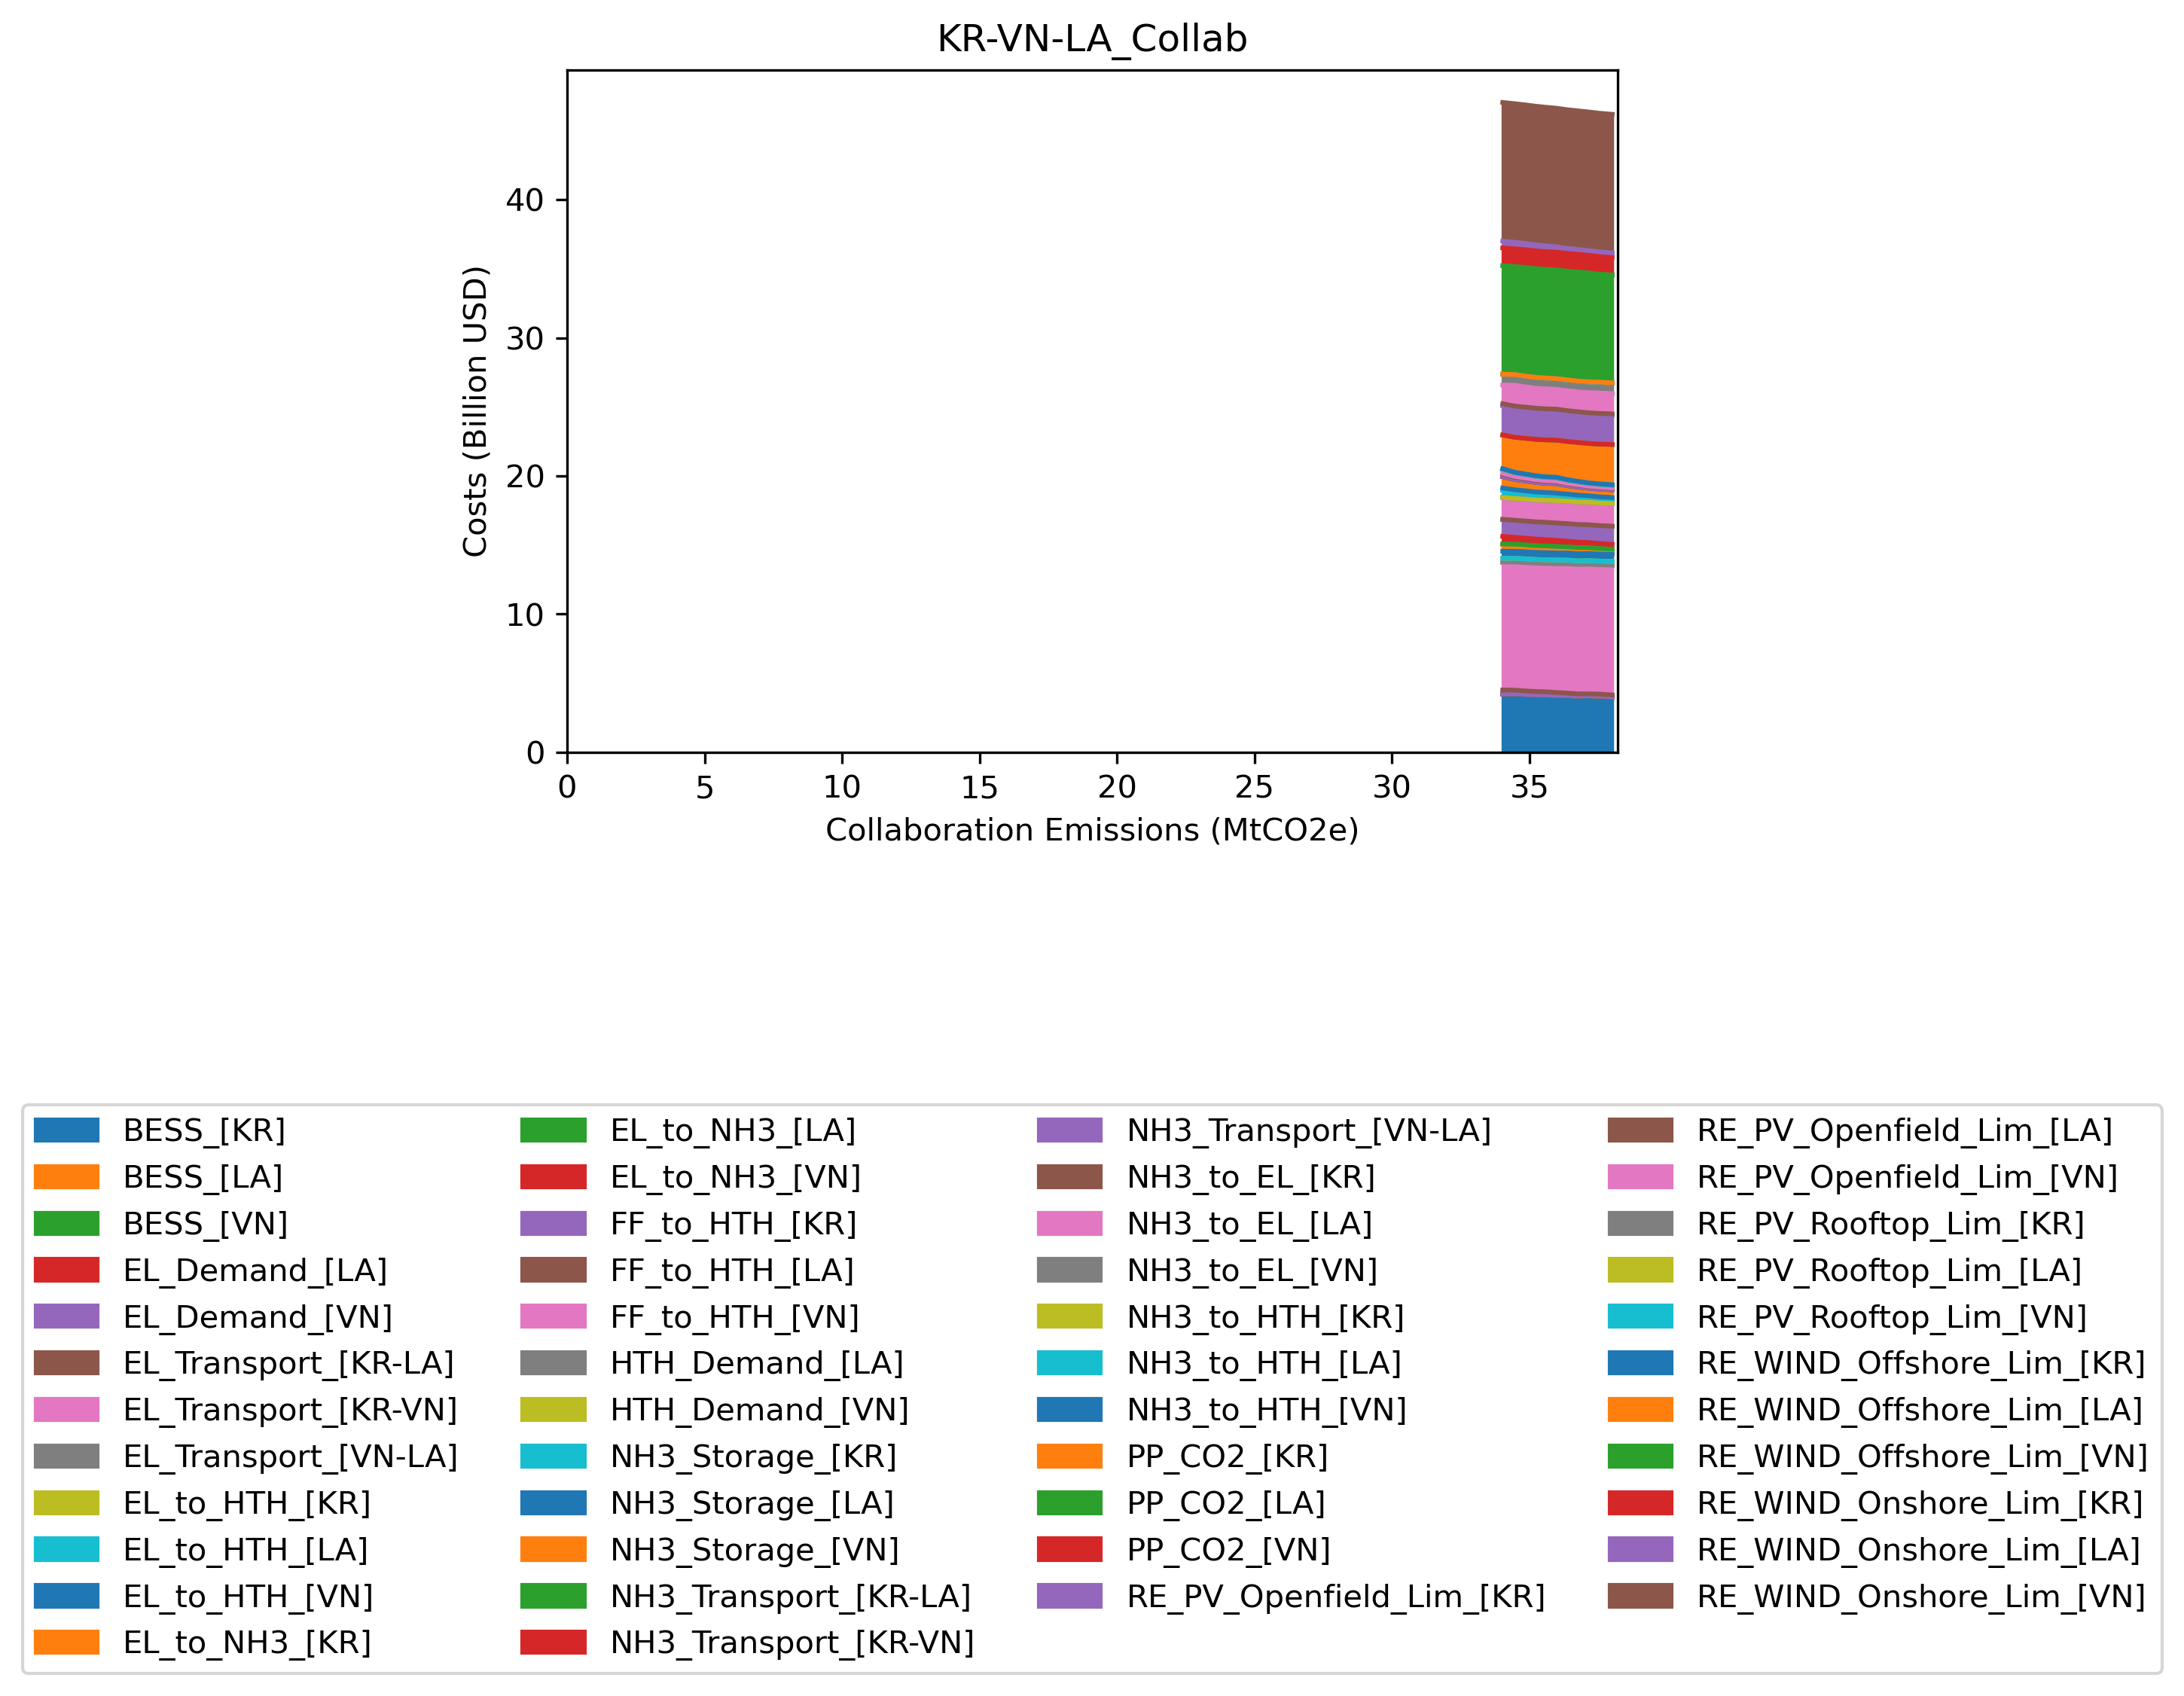 KR-VN-LA_Collab
Costs (Billion USD)
40
30
20
10
0
0 5 10 15 20 25 30 35
Collaboration Emissions (MtCO2e)
BESS_[KR]
BESS_[LA]
BESS_[VN]
EL_Demand_[LA]
EL_Demand_[VN]
EL_Transport_[KR-LA]
EL_Transport_[KR-VN]
EL_Transport_[VN-LA]
EL_to_HTH_[KR]
EL_to_HTH_[LA]
EL_to_HTH_[VN]
EL_to_NH3_[KR]
EL_to_NH3_[LA]
EL_to_NH3_[VN]
FF_to_HTH_[KR]
FF_to_HTH_[LA]
FF_to_HTH_[VN]
HTH_Demand_[LA]
HTH_Demand_[VN]
NH3_Storage_[KR]
NH3_Storage_[LA]
NH3_Storage_[VN]
NH3_Transport_[KR-LA]
NH3_Transport_[KR-VN]
NH3_Transport_[VN-LA]
NH3_to_EL_[KR]
NH3_to_EL_[LA]
NH3_to_EL_[VN]
NH3_to_HTH_[KR]
NH3_to_HTH_[LA]
NH3_to_HTH_[VN]
PP_CO2_[KR]
PP_CO2_[LA]
PP_CO2_[VN]
RE_PV_Openfield_Lim_[KR]
RE_PV_Openfield_Lim_[LA]
RE_PV_Openfield_Lim_[VN]
RE_PV_Rooftop_Lim_[KR]
RE_PV_Rooftop_Lim_[LA]
RE_PV_Rooftop_Lim_[VN]
RE_WIND_Offshore_Lim_[KR]
RE_WIND_Offshore_Lim_[LA]
RE_WIND_Offshore_Lim_[VN]
RE_WIND_Onshore_Lim_[KR]
RE_WIND_Onshore_Lim_[LA]
RE_WIND_Onshore_Lim_[VN]